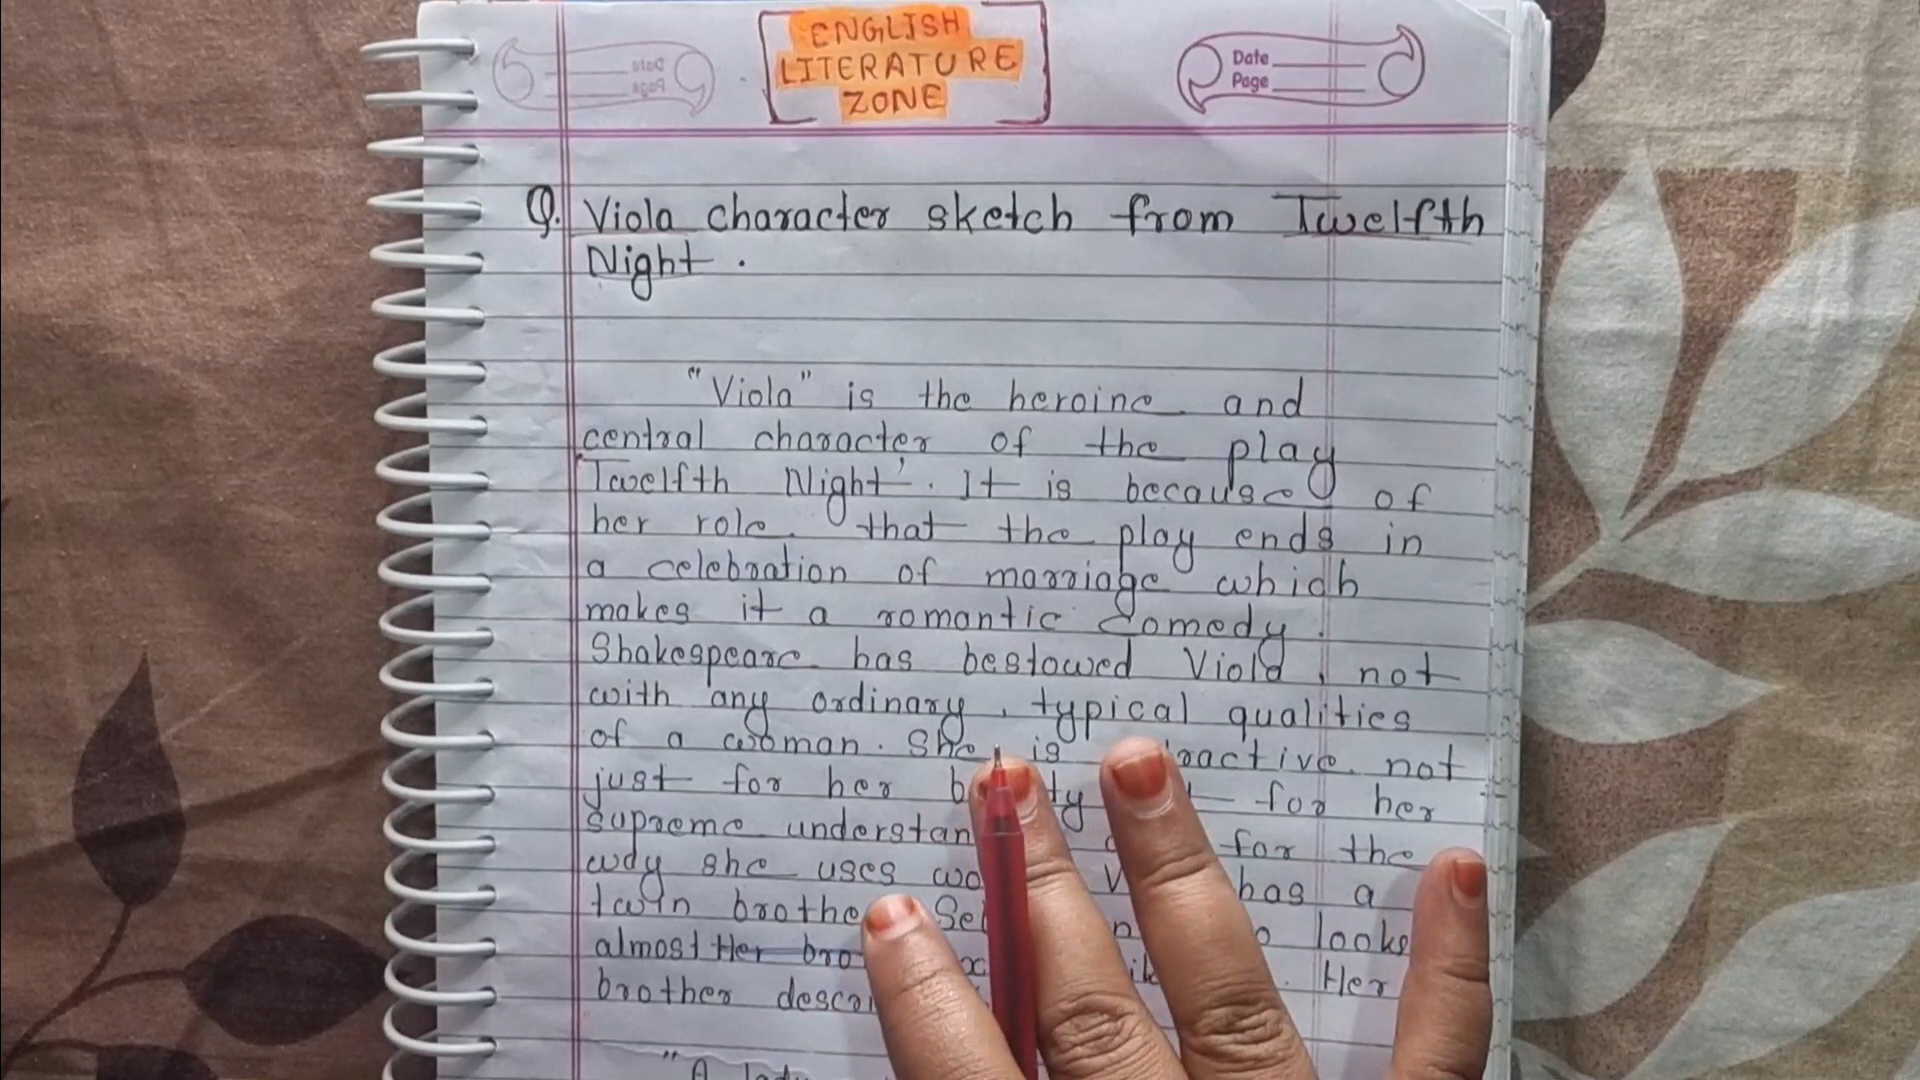 ENGLISH
LITERATURE
ZONE
Date
Page
Q. Viola character sketch from Twelfth
Night.
"Viola" is the heroine and
central character of the play
'Twelfth Night'. It is because of
her role that the play ends in
a celebration of marriage which
makes it a romantic comedy.
Shakespeare has bestowed Viola, not
with any ordinary, typical qualities
of a woman. She is not
just for her for her
supreme for the
way she uses has a
twin looks
almost Her
brother
"A